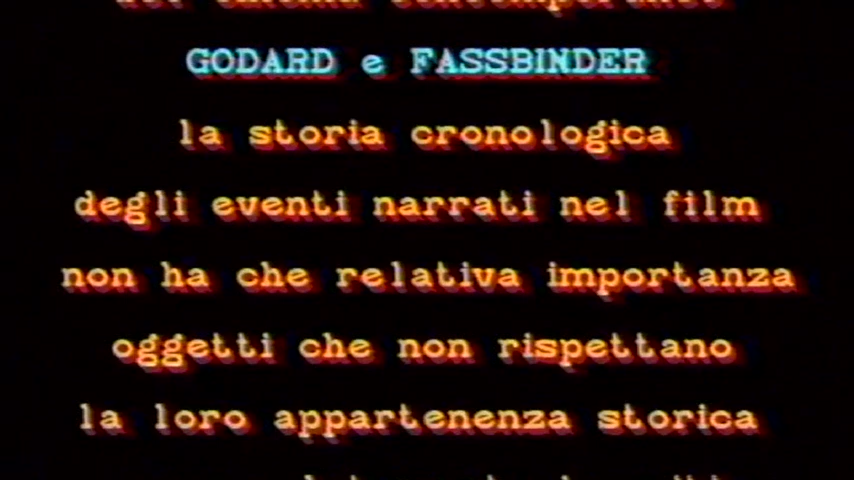 GODARD e FASSBINDER
la storia cronologica
degli eventi narrati nel film
non ha che relativa importanza
oggetti che non rispettano
la loro appartenenza storica